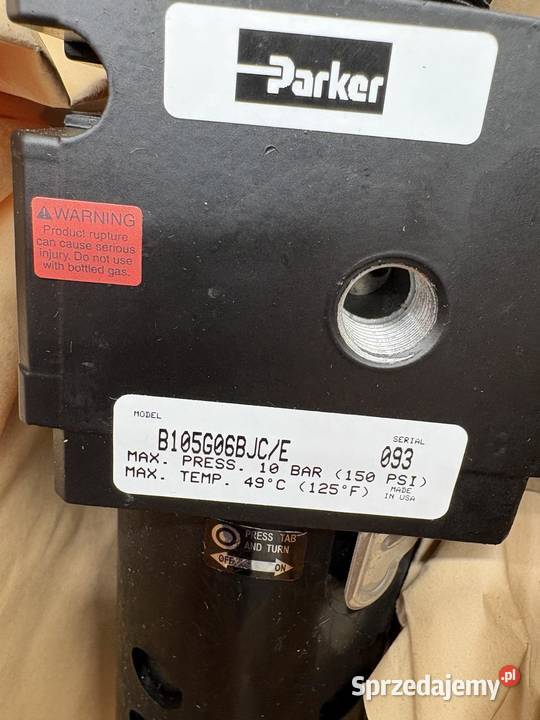 Parker
WARNING
Product rupture
can cause serious
injury. Do not use
with bottled gas.
MODEL
B105G06BJC/E
SERIAL
093
MAX. PRESS. 10 BAR (150 PSI)
MAX. TEMP. 49°C (125°F)
MADE
IN USA
PRESS TAB
AND TURN
OFF
ON
Sprzedajemy.pl